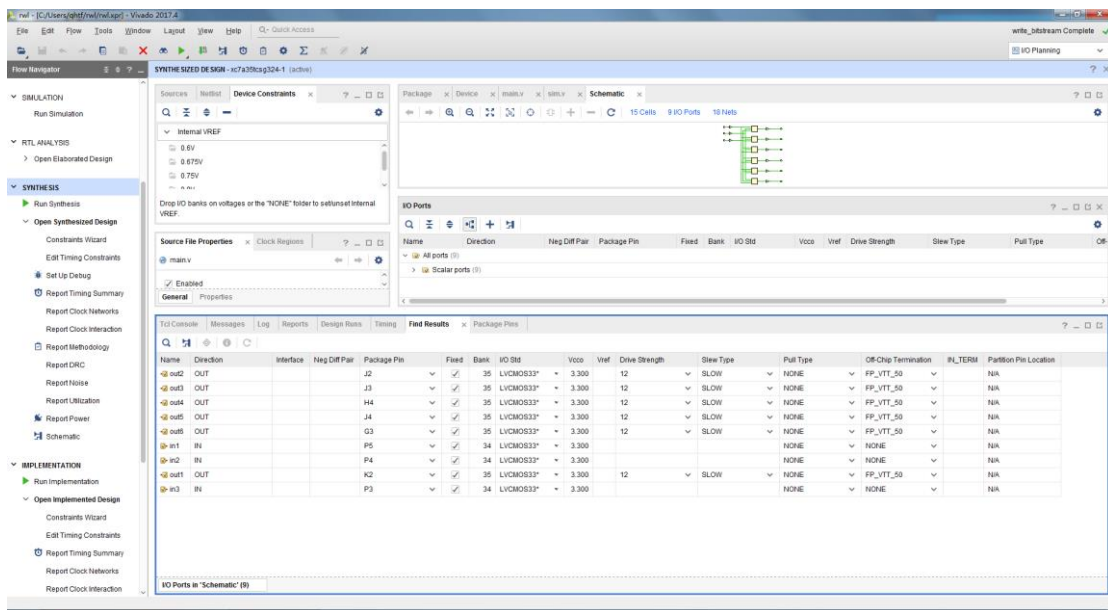 rwl - [C:/Users/qhtf/rwl/rwl.xpr] - Vivado 2017.4
File Edit Flow Tools Window Layout View Help Quick Access
write_bitstream Complete
I/O Planning
Flow Navigator
SYNTHESIZED DESIGN - xc7a35tcsg324-1 (active)
SIMULATION
Run Simulation
RTL ANALYSIS
Open Elaborated Design
SYNTHESIS
Run Synthesis
Open Synthesized Design
Constraints Wizard
Edit Timing Constraints
Set Up Debug
Report Timing Summary
Report Clock Networks
Report Clock Interaction
Report Methodology
Report DRC
Report Noise
Report Utilization
Report Power
Schematic
IMPLEMENTATION
Run Implementation
Open Implemented Design
Constraints Wizard
Edit Timing Constraints
Report Timing Summary
Report Clock Networks
Report Clock Interaction
Sources Netlist Device Constraints
Internal VREF
0.6V
0.675V
0.75V
Drop I/O banks on voltages or the "NONE" folder to set/unset Internal
VREF.
Source File Properties Clock Regions
main.v
Enabled
General Properties
Package Device main.v sim.v Schematic
15 Cells 9 I/O Ports 18 Nets
I/O Ports
Name Direction Neg Diff Pair Package Pin Fixed Bank I/O Std Vcco Vref Drive Strength Slew Type Pull Type Off-
All ports (9)
Scalar ports (9)
Tcl Console Messages Log Reports Design Runs Timing Find Results Package Pins
Name Direction Interface Neg Diff Pair Package Pin Fixed Bank I/O Std Vcco Vref Drive Strength Slew Type Pull Type Off-Chip Termination IN_TERM Partition Pin Location
out2 OUT J2 35 LVCMOS33* 3.300 12 SLOW NONE FP_VTT_50 N/A
out3 OUT J3 35 LVCMOS33* 3.300 12 SLOW NONE FP_VTT_50 N/A
out4 OUT H4 35 LVCMOS33* 3.300 12 SLOW NONE FP_VTT_50 N/A
out5 OUT J4 35 LVCMOS33* 3.300 12 SLOW NONE FP_VTT_50 N/A
out6 OUT G3 35 LVCMOS33* 3.300 12 SLOW NONE FP_VTT_50 N/A
in1 IN P5 34 LVCMOS33* 3.300 NONE NONE N/A
in2 IN P4 34 LVCMOS33* 3.300 NONE NONE N/A
out1 OUT K2 35 LVCMOS33* 3.300 12 SLOW NONE FP_VTT_50 N/A
in3 IN P3 34 LVCMOS33* 3.300 NONE NONE N/A
I/O Ports in 'Schematic' (9)